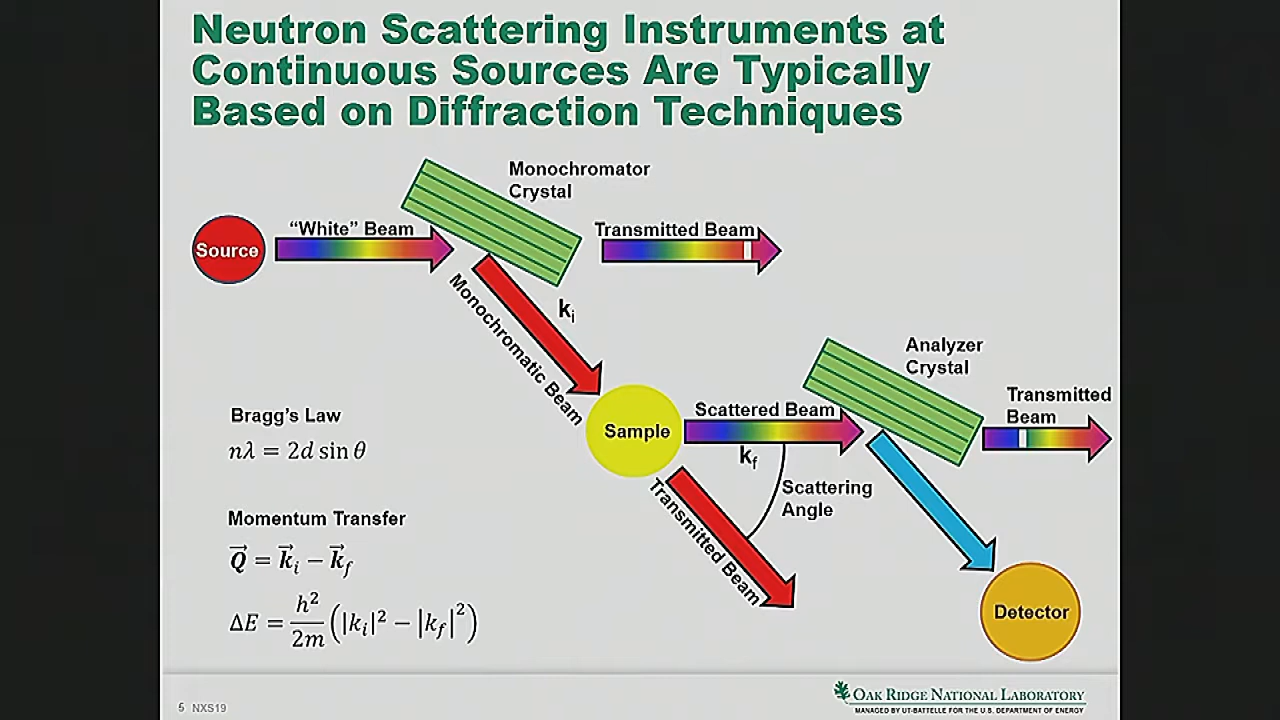 Neutron Scattering Instruments at
Continuous Sources Are Typically
Based on Diffraction Techniques
Monochromator
Crystal
"White" Beam
Transmitted Beam
Source
k_i
Monochromatic Beam
Analyzer
Crystal
Transmitted
Beam
Scattered Beam
Sample
k_f
Scattering
Angle
Transmitted Beam
Detector
Bragg's Law
nλ = 2d sin θ
Momentum Transfer
Q⃗ = k⃗_i − k⃗_f
ΔE = h²/2m (|k_i|² − |k_f|²)
5 NXS19
OAK RIDGE NATIONAL LABORATORY
MANAGED BY UT-BATTELLE FOR THE U.S. DEPARTMENT OF ENERGY